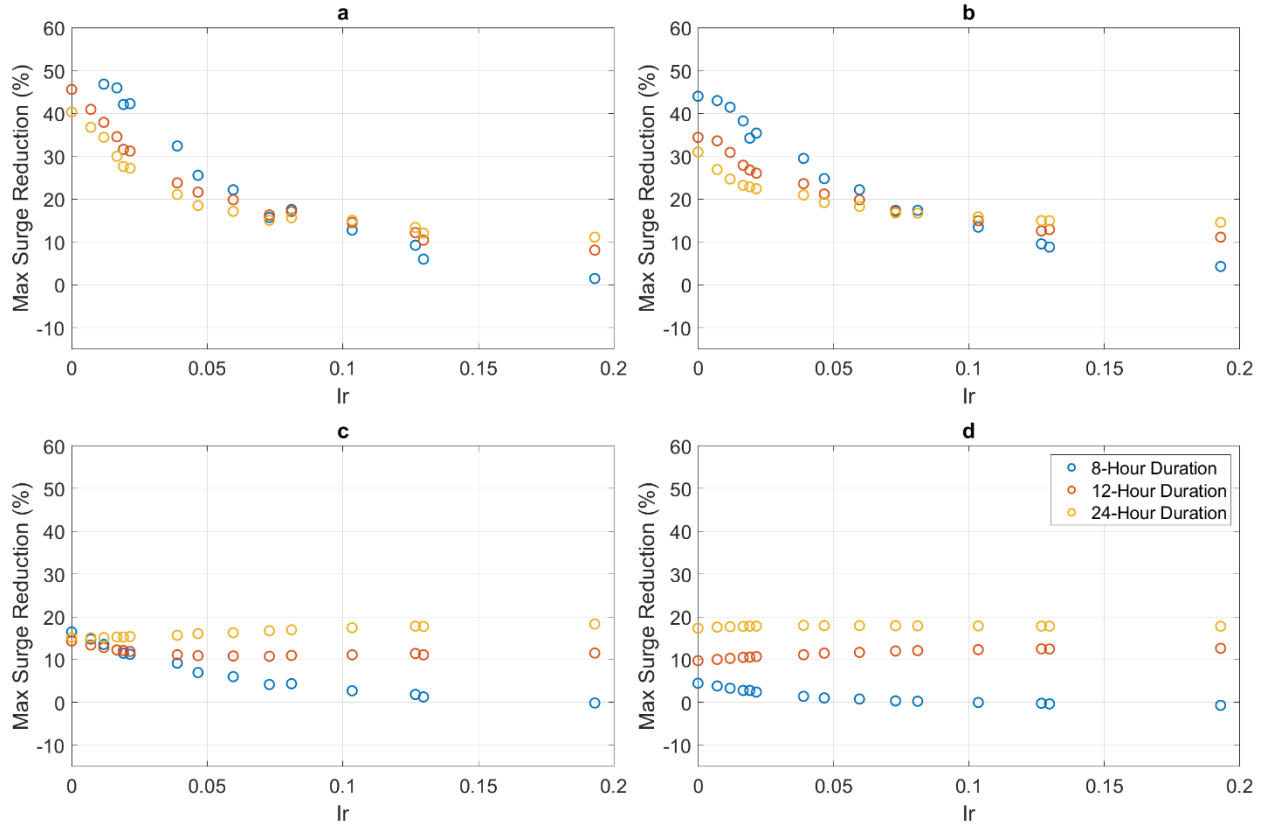 a
60
50
40
30
20
10
0
-10
Max Surge Reduction (%)
0 0.05 0.1 0.15 0.2
Ir
b
60
50
40
30
20
10
0
-10
Max Surge Reduction (%)
0 0.05 0.1 0.15 0.2
Ir
c
60
50
40
30
20
10
0
-10
Max Surge Reduction (%)
0 0.05 0.1 0.15 0.2
Ir
d
60
50
40
30
20
10
0
-10
Max Surge Reduction (%)
8-Hour Duration
12-Hour Duration
24-Hour Duration
0 0.05 0.1 0.15 0.2
Ir